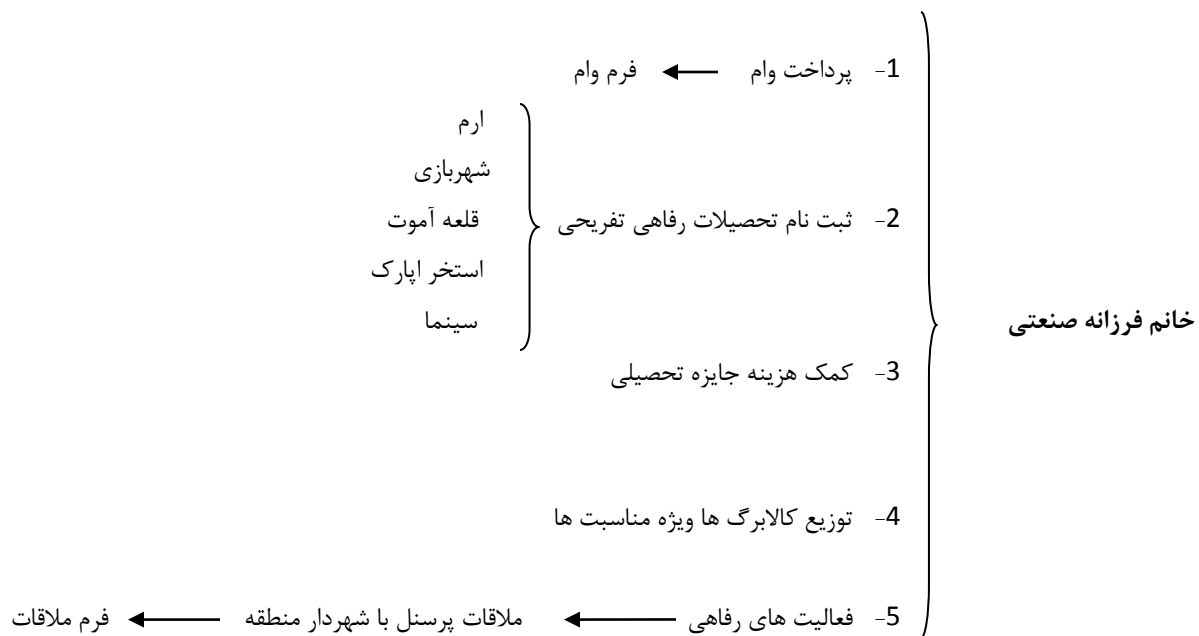 1- پرداخت وام فرم وام
ارم
شهربازی
2- ثبت نام تحصیلات رفاهی تفریحی
قلعه آموت
استخر اپارک
سینما
خانم فرزانه صنعتی
3- کمک هزینه جایزه تحصیلی
4- توزیع کالابرگ ها ویژه مناسبت ها
5- فعالیت های رفاهی ملاقات پرسنل با شهردار منطقه فرم ملاقات